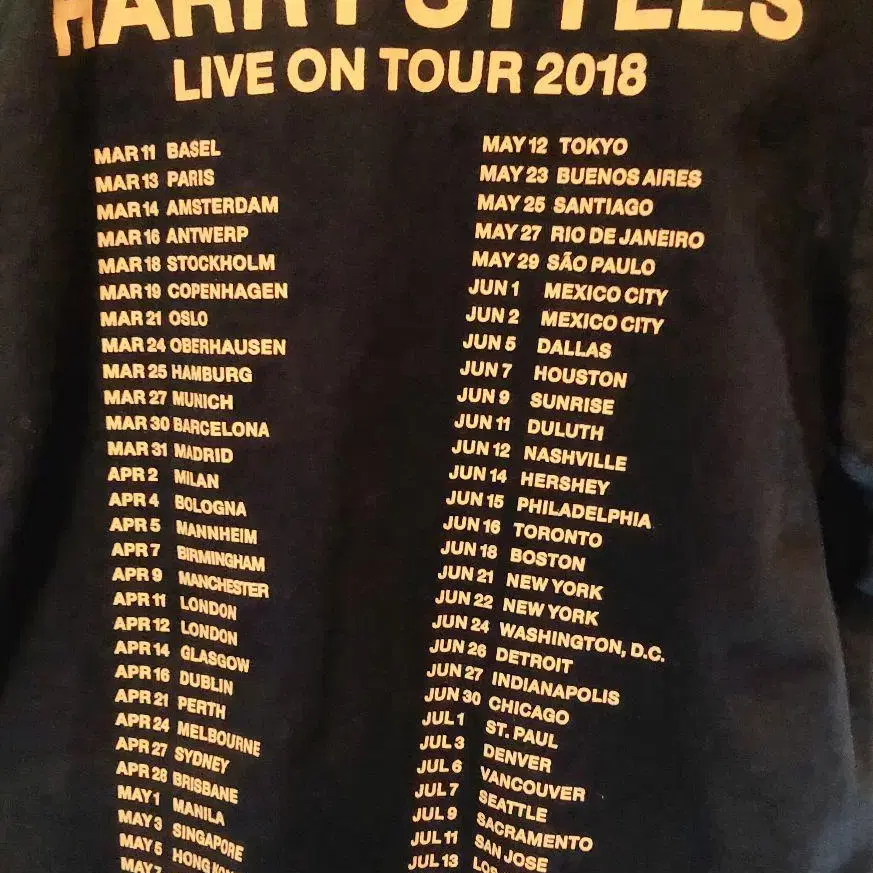 HARRY STYLES
LIVE ON TOUR 2018
MAR 11 BASEL
MAR 13 PARIS
MAR 14 AMSTERDAM
MAR 16 ANTWERP
MAR 18 STOCKHOLM
MAR 19 COPENHAGEN
MAR 21 OSLO
MAR 24 OBERHAUSEN
MAR 25 HAMBURG
MAR 27 MUNICH
MAR 30 BARCELONA
MAR 31 MADRID
APR 2 MILAN
APR 4 BOLOGNA
APR 5 MANNHEIM
APR 7 BIRMINGHAM
APR 9 MANCHESTER
APR 11 LONDON
APR 12 LONDON
APR 14 GLASGOW
APR 16 DUBLIN
APR 21 PERTH
APR 24 MELBOURNE
APR 27 SYDNEY
APR 28 BRISBANE
MAY 1 MANILA
MAY 3 SINGAPORE
MAY 5 HONG
MAY 7
MAY 12 TOKYO
MAY 23 BUENOS AIRES
MAY 25 SANTIAGO
MAY 27 RIO DE JANEIRO
MAY 29 SÃO PAULO
JUN 1 MEXICO CITY
JUN 2 MEXICO CITY
JUN 5 DALLAS
JUN 7 HOUSTON
JUN 9 SUNRISE
JUN 11 DULUTH
JUN 12 NASHVILLE
JUN 14 HERSHEY
JUN 15 PHILADELPHIA
JUN 16 TORONTO
JUN 18 BOSTON
JUN 21 NEW YORK
JUN 22 NEW YORK
JUN 24 WASHINGTON, D.C.
JUN 26 DETROIT
JUN 27 INDIANAPOLIS
JUN 30 CHICAGO
JUL 1 ST. PAUL
JUL 3 DENVER
JUL 6 VANCOUVER
JUL 7 SEATTLE
JUL 9 SACRAMENTO
JUL 11 SAN JOSE
JUL 13 LOS